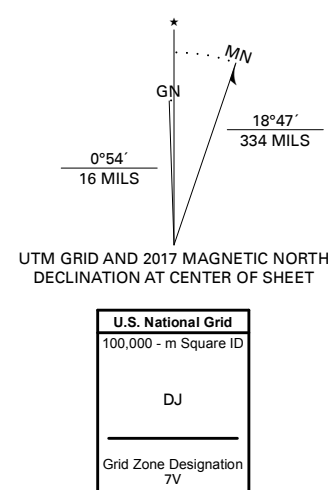 ★
MN
GN
18°47´
334 MILS
0°54´
16 MILS
UTM GRID AND 2017 MAGNETIC NORTH
DECLINATION AT CENTER OF SHEET
U.S. National Grid
100,000 - m Square ID
DJ
Grid Zone Designation
7V